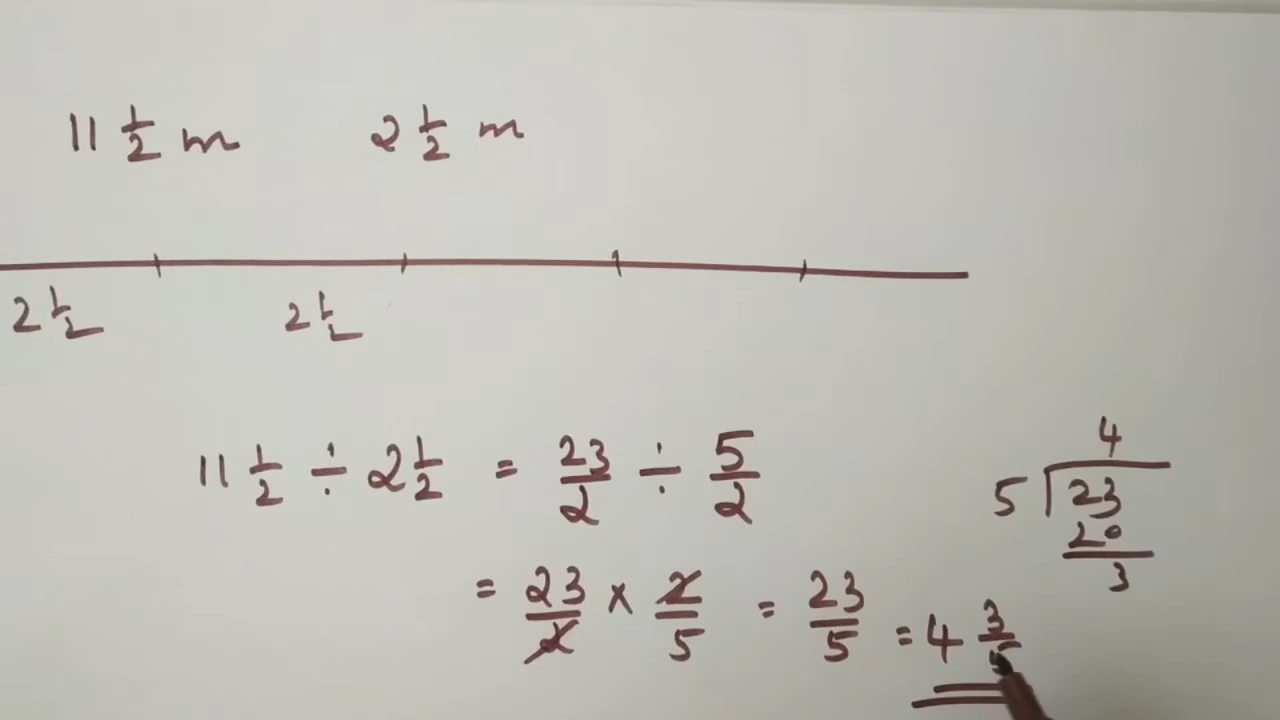 11 1/2 m 2 1/2 m
2 1/2 2 1/2
11 1/2 ÷ 2 1/2 = 23/2 ÷ 5/2
= 23/2 × 2/5 = 23/5 = 4 3/5
4
5 23
20
3